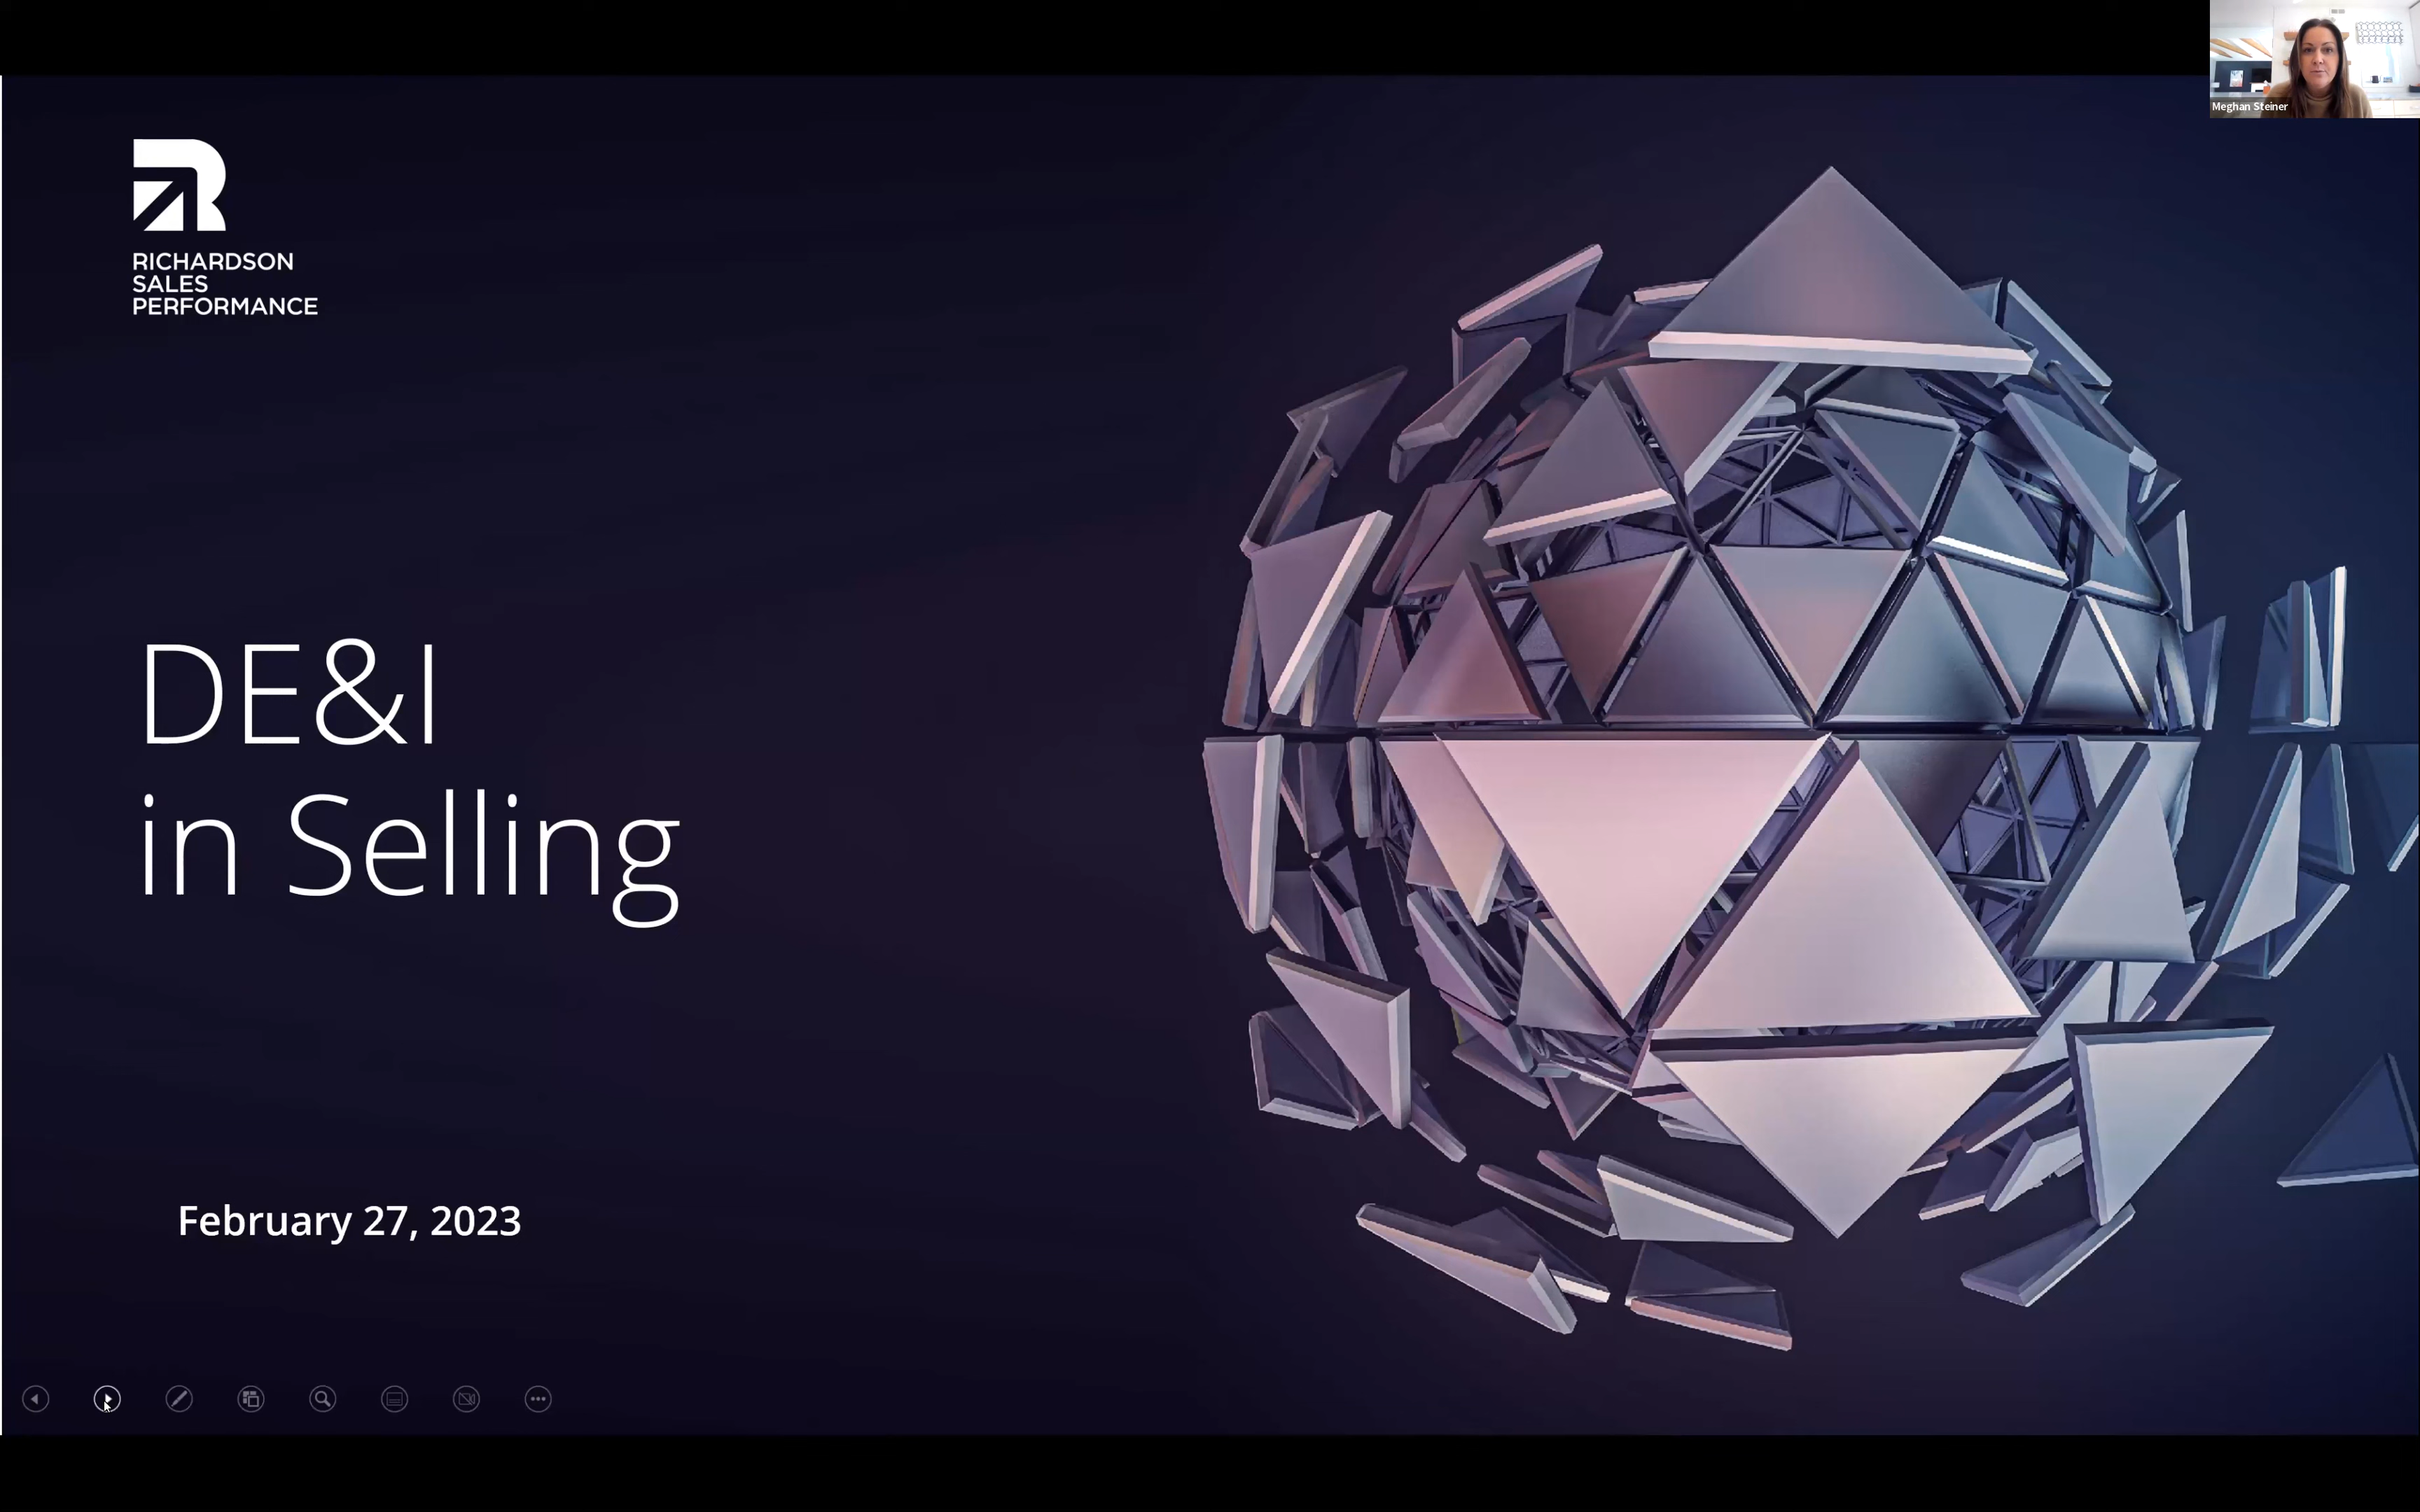 RICHARDSON
SALES
PERFORMANCE
DE&I
in Selling
February 27, 2023
Meghan Steiner